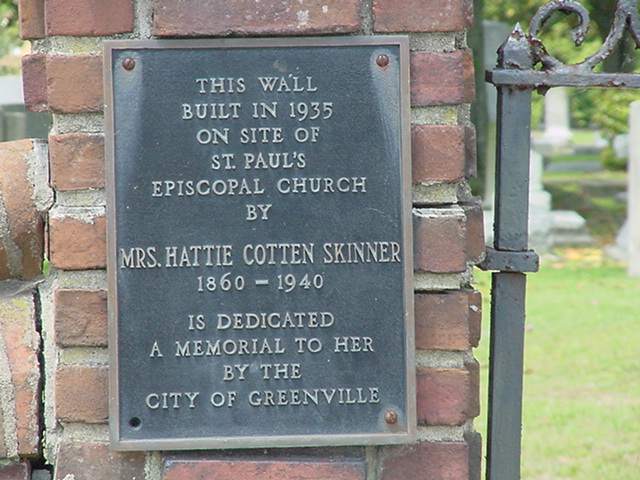 THIS WALL
BUILT IN 1935
ON SITE OF
ST. PAUL'S
EPISCOPAL CHURCH
BY
MRS. HATTIE COTTEN SKINNER
1860 – 1940
IS DEDICATED
A MEMORIAL TO HER
BY THE
CITY OF GREENVILLE